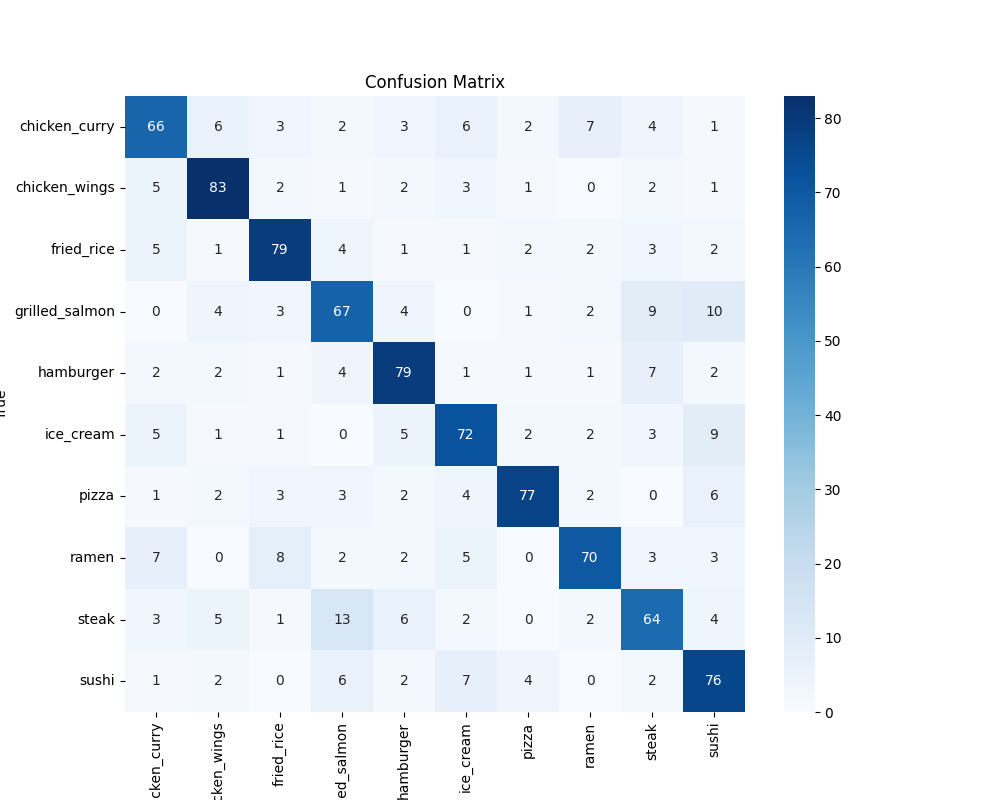 Confusion Matrix
chicken_curry 66 6 3 2 3 6 2 7 4 1
chicken_wings 5 83 2 1 2 3 1 0 2 1
fried_rice 5 1 79 4 1 1 2 2 3 2
grilled_salmon 0 4 3 67 4 0 1 2 9 10
hamburger 2 2 1 4 79 1 1 1 7 2
ice_cream 5 1 1 0 5 72 2 2 3 9
pizza 1 2 3 3 2 4 77 2 0 6
ramen 7 0 8 2 2 5 0 70 3 3
steak 3 5 1 13 6 2 0 2 64 4
sushi 1 2 0 6 2 7 4 0 2 76
cken_curry
cken_wings
fried_rice
ed_salmon
hamburger
ice_cream
pizza
ramen
steak
sushi
80
70
60
50
40
30
20
10
0